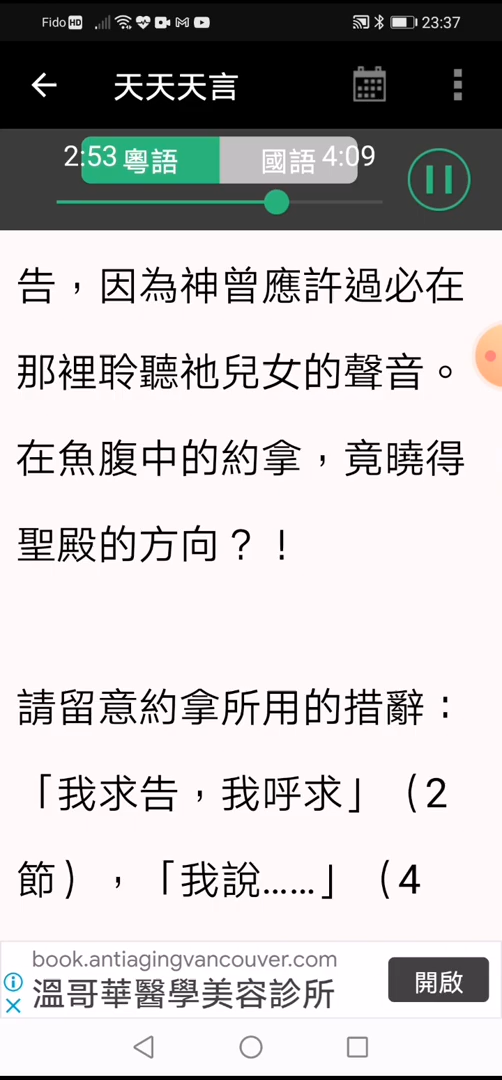 Fido HD 23:37
天天天言
2:53 粵語 國語 4:09
告，因為神曾應許過必在
那裡聆聽祂兒女的聲音。
在魚腹中的約拿，竟曉得
聖殿的方向？！
請留意約拿所用的措辭：
「我求告，我呼求」（2
節），「我說......」（4
book.antiagingvancouver.com
溫哥華醫學美容診所
開啟